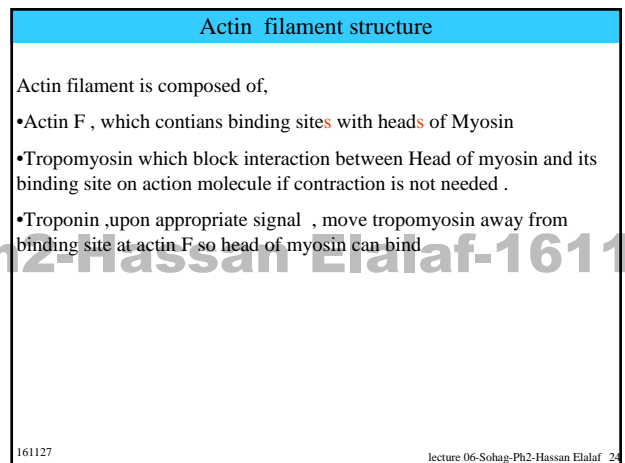 Actin  filament structure
Actin filament is composed of,
•Actin F , which contians binding sites with heads of Myosin
•Tropomyosin which block interaction between Head of myosin and its
binding site on action molecule if contraction is not needed .
•Troponin ,upon appropriate signal  , move tropomyosin away from
binding site at actin F so head of myosin can bind
h2-Hassan Elalaf-1611
161127
lecture 06-Sohag-Ph2-Hassan Elalaf  24